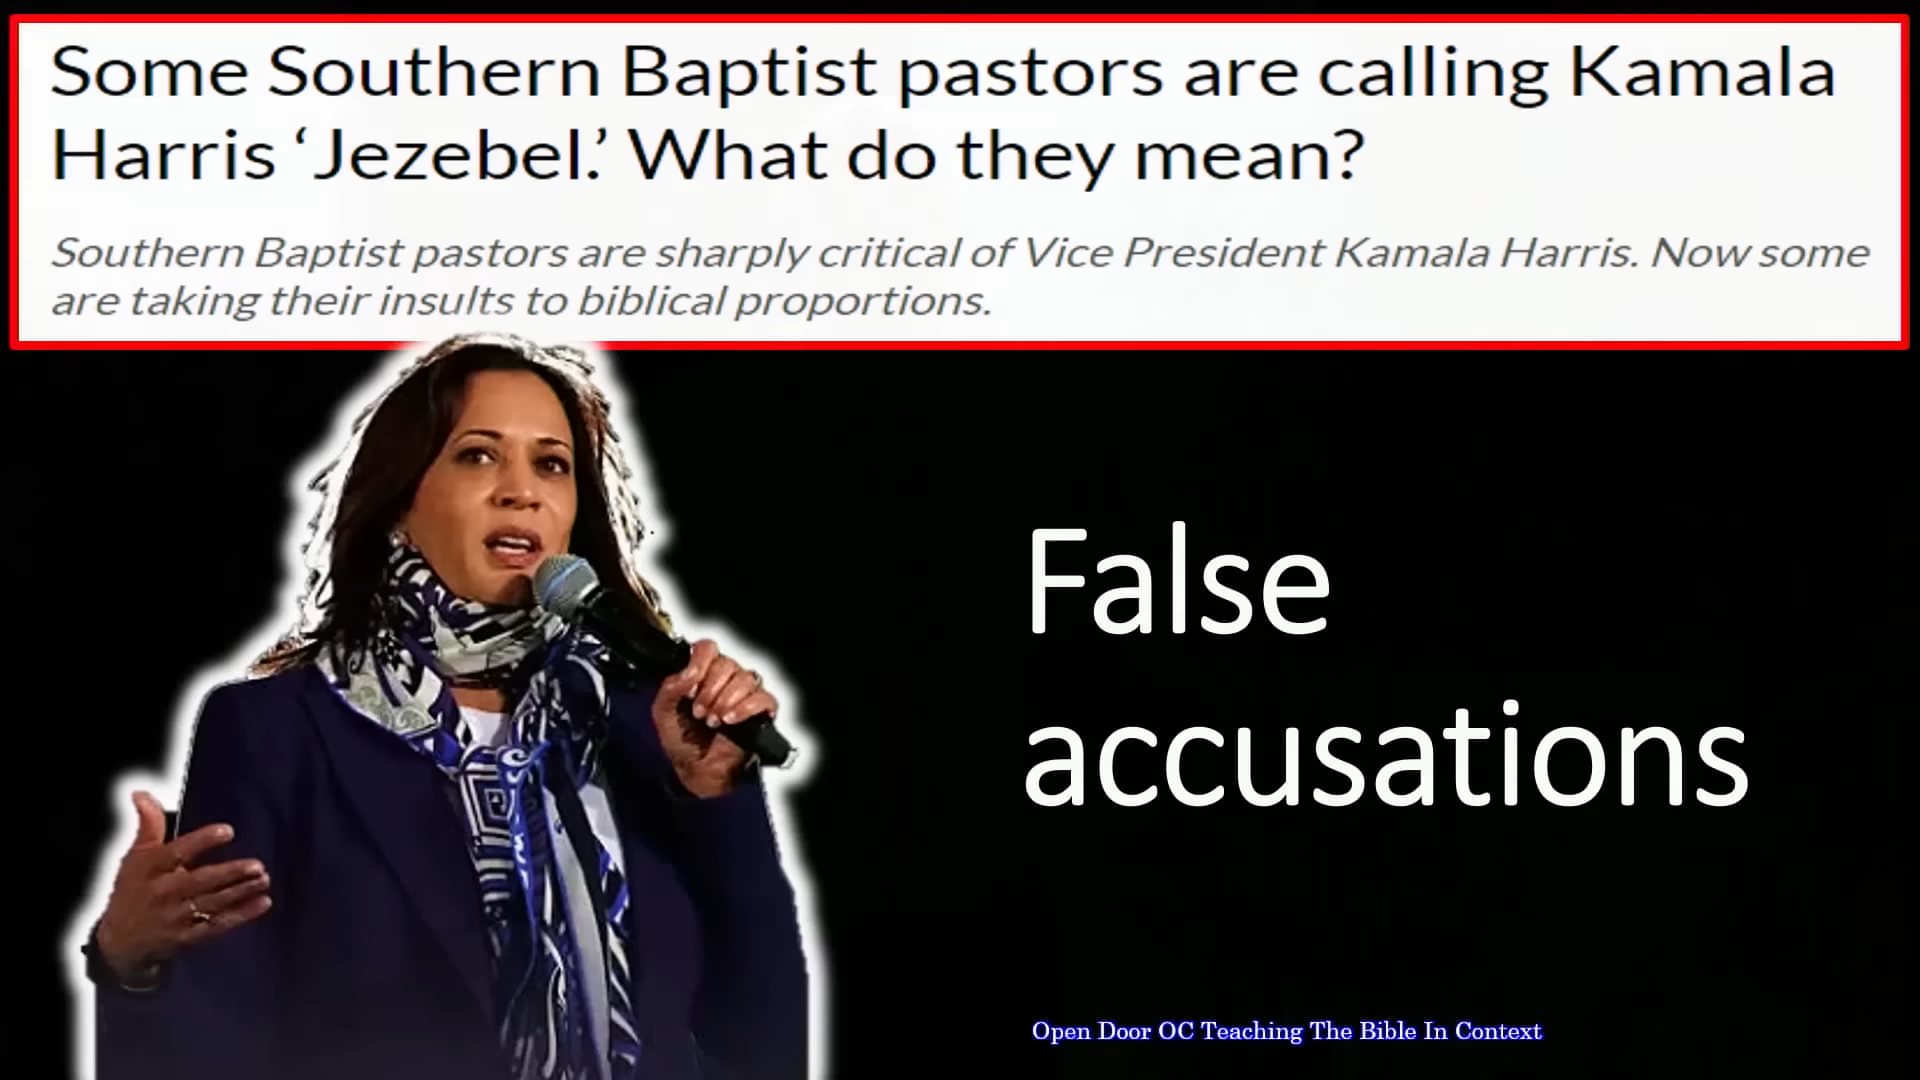 Some Southern Baptist pastors are calling Kamala
Harris ‘Jezebel.’ What do they mean?
Southern Baptist pastors are sharply critical of Vice President Kamala Harris. Now some
are taking their insults to biblical proportions.
False
accusations
Open Door OC Teaching The Bible In Context